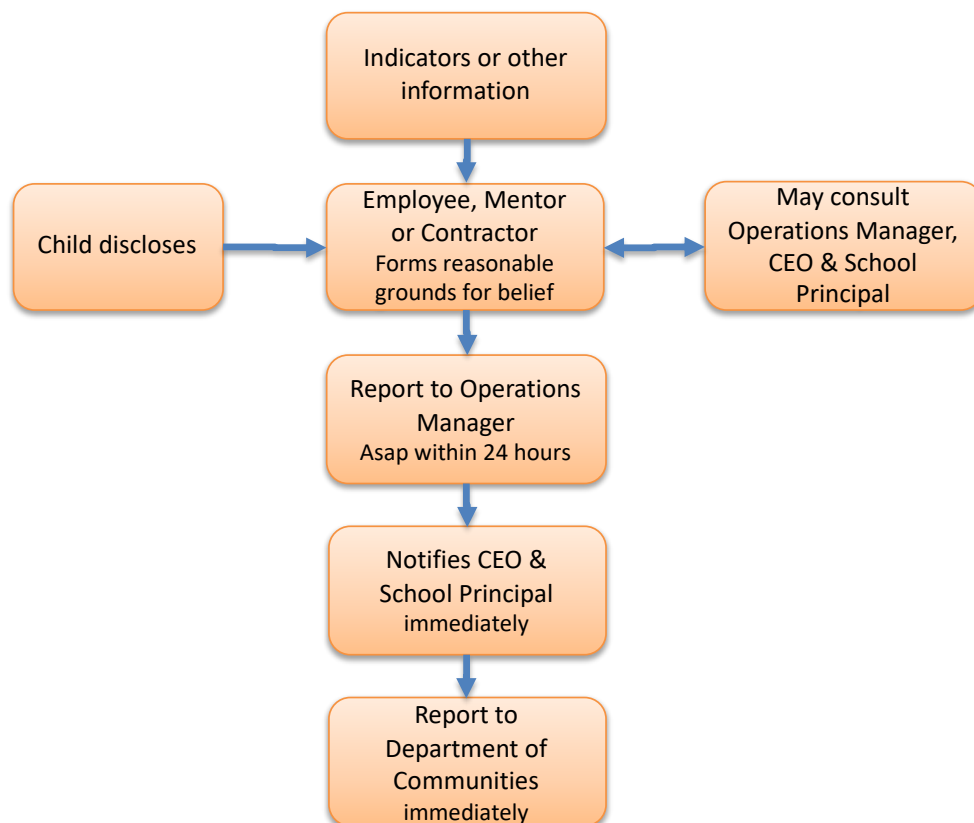 Indicators or other
information
Child discloses
Employee, Mentor
or Contractor
Forms reasonable
grounds for belief
May consult
Operations Manager,
CEO & School
Principal
Report to Operations
Manager
Asap within 24 hours
Notifies CEO &
School Principal
immediately
Report to
Department of
Communities
immediately